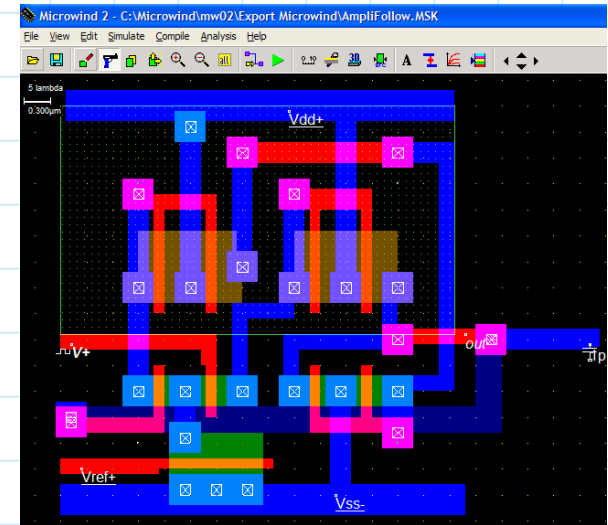 Microwind 2 - C:\Microwind\mw02\Export Microwind\AmpliFollow.MSK
File View Edit Simulate Compile Analysis Help
5 lambda
0.300µm
Vdd+
V+
out
Vref+
Vss-